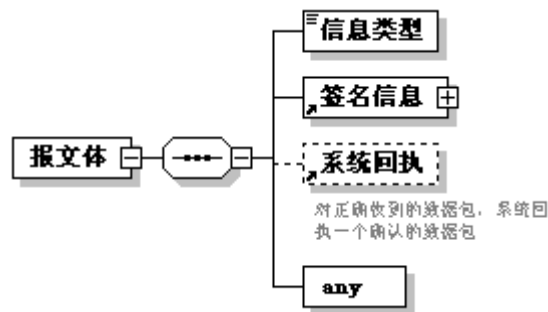 信息类型
签名信息
报文体
系统回执
对正确收到的数据包，系统回
执一个确认的数据包
any